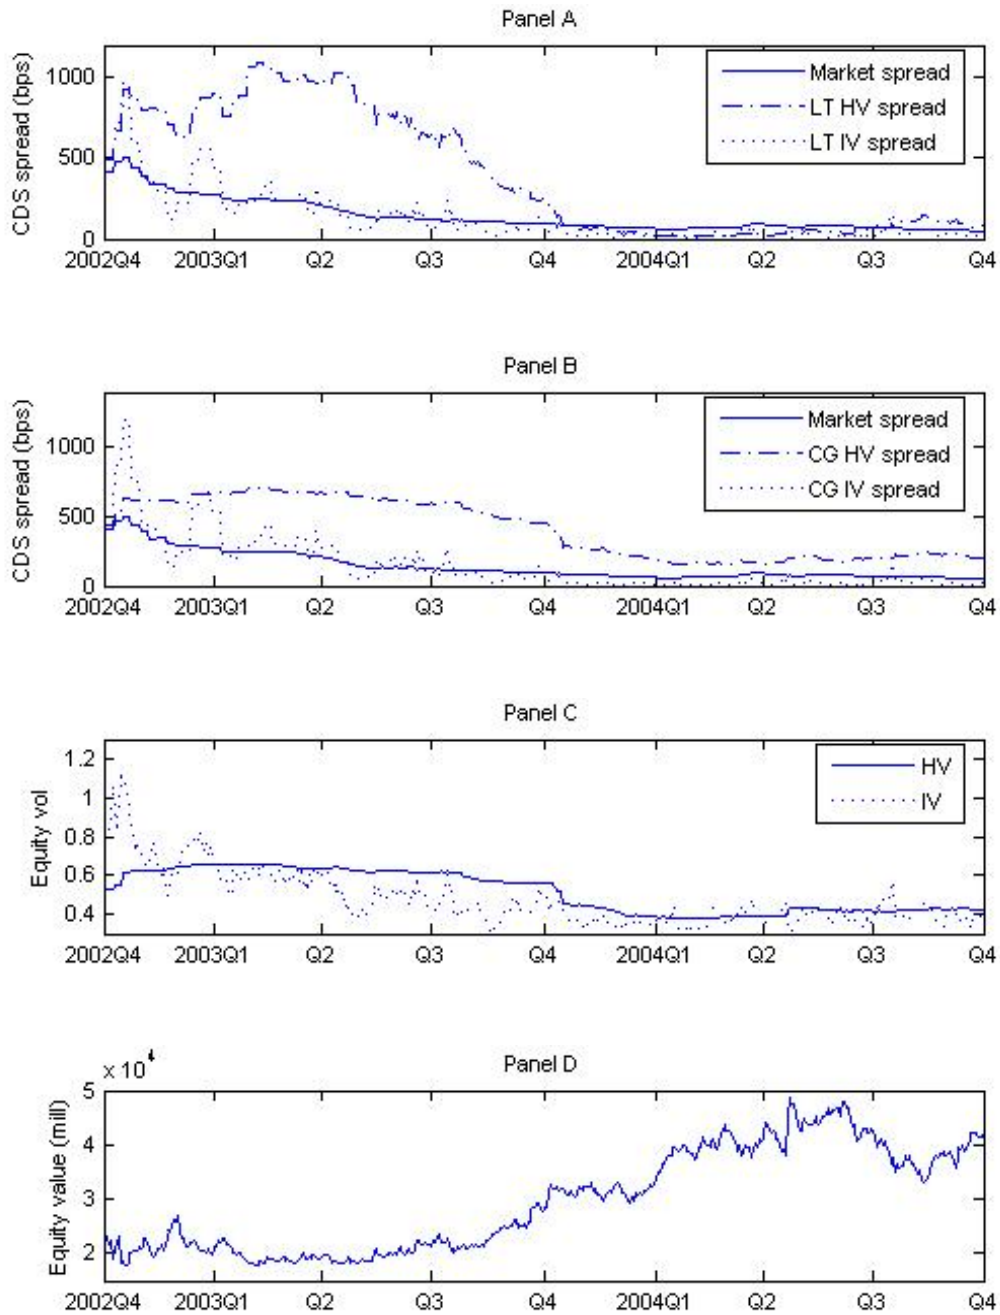 Panel A
CDS spread (bps)
1000
500
0
Market spread
LT HV spread
LT IV spread
2002Q4 2003Q1 Q2 Q3 Q4 2004Q1 Q2 Q3 Q4
Panel B
CDS spread (bps)
1000
500
0
Market spread
CG HV spread
CG IV spread
2002Q4 2003Q1 Q2 Q3 Q4 2004Q1 Q2 Q3 Q4
Panel C
Equity vol
1.2
1
0.8
0.6
0.4
HV
IV
2002Q4 2003Q1 Q2 Q3 Q4 2004Q1 Q2 Q3 Q4
Panel D
x 10^4
Equity value (mill)
5
4
3
2
2002Q4 2003Q1 Q2 Q3 Q4 2004Q1 Q2 Q3 Q4